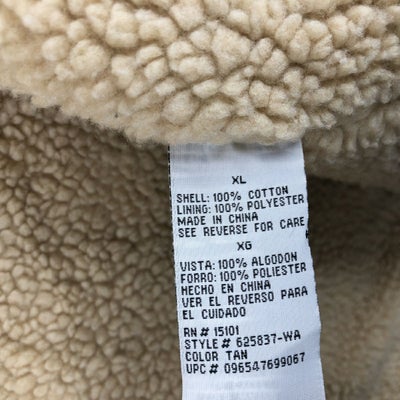 XL
SHELL: 100% COTTON
LINING: 100% POLYESTER
MADE IN CHINA
SEE REVERSE FOR CARE
XG
VISTA: 100% ALGODON
FORRO: 100% POLIESTER
HECHO EN CHINA
VER EL REVERSO PARA
EL CUIDADO
RN# 15101
STYLE# 625837-WA
COLOR TAN
UPC# 096547699067